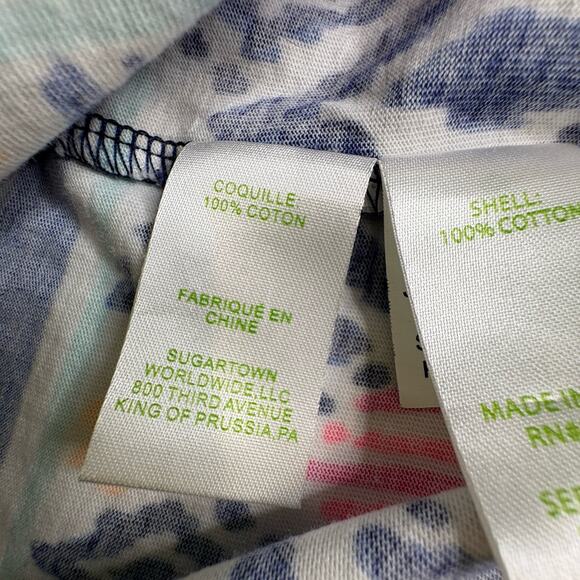 COQUILLE:
100% COTON
FABRIQUÉ EN
CHINE
SUGARTOWN
WORLDWIDE,LLC
800 THIRD AVENUE
KING OF PRUSSIA,PA
SHELL:
100% COTTON
MADE IN
RN#